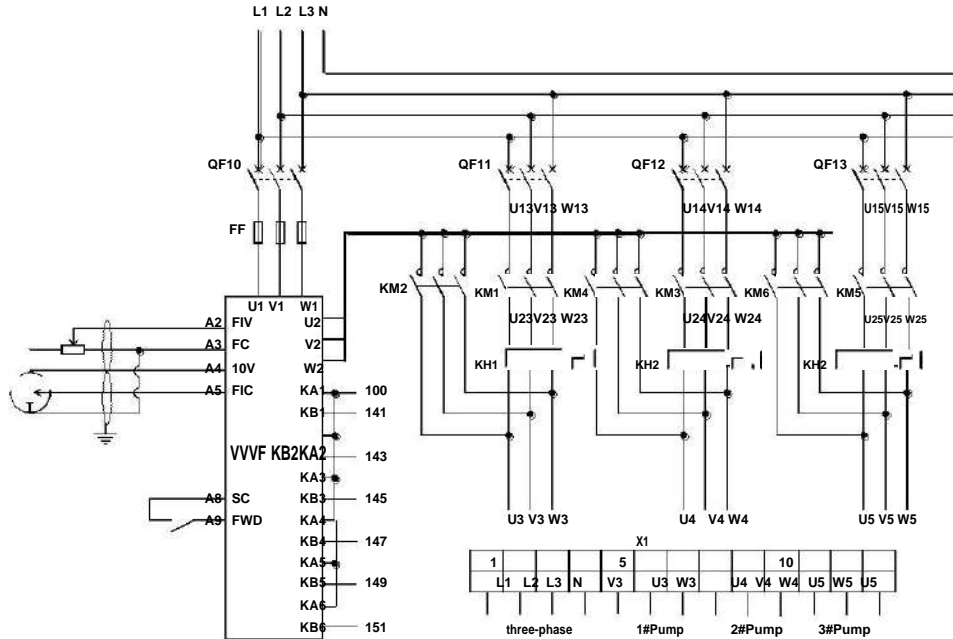 L1 L2 L3 N
QF10 QF11 QF12 QF13
U13V13 W13 U14V14 W14 U15V15 W15
FF
KM2 KM1 KM4 KM3 KM6 KM5
U1 V1 W1
A2 FIV U2
U23V23 W23 U24V24 W24 U25V25 W25
A3 FC V2
A4 10V W2
KH1 KH2 KH2
A5 FIC KA1 100
KB1 141
VVVF KB2KA2 143
KA3
A8 SC KB3 145
A9 FWD KA4
U3 V3 W3 U4 V4 W4 U5 V5 W5
KB4 147
X1
KA5
1 5 10
KB5 149
L1 L2 L3 N V3 U3 W3 U4 V4 W4 U5 W5 U5
KA6
KB6 151
three-phase 1#Pump 2#Pump 3#Pump